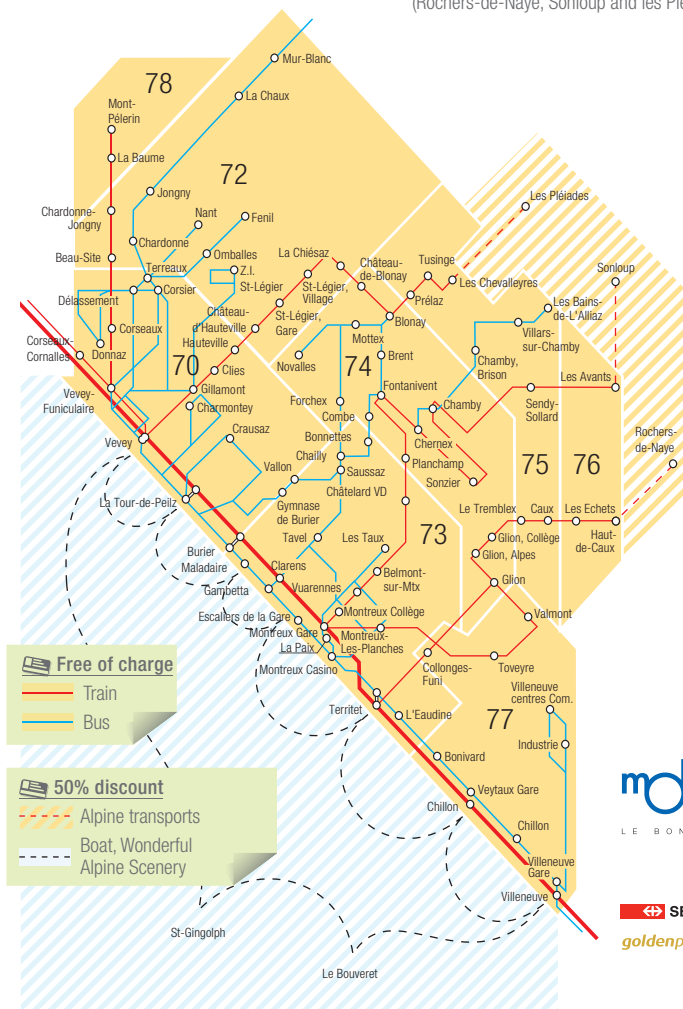 (Rochers-de-Naye, Sonloup and les
78
Mur-Blanc
Mont-
Pélerin
La Chaux
La Baume
72
Jongny
Nant
Fenil
Les Pléiades
Chardonne-
Jongny
Chardonne
Omballes
La Chiésaz
Tusinge
Beau-Site
Terreaux
Z.I.
St-Légier
Château-
de-Blonay
Sonloup
Les Chevalleyres
Délassement
Corsier
St-Légier,
Village
Prélaz
Les Bains-
de-L'Alliaz
St-Légier,
Gare
Château-
d'Hauteville
Blonay
Corseaux
Villars-
sur-Chamby
Corseaux-
Cornalles
Hauteville
Mottex
Donnaz
70
Novalles
74
Brent
Chamby,
Brison
Clies
Les Avants
Vevey-
Funiculaire
Gillamont
Fontanivent
Charmontey
Forchex
Chamby
Sendy-
Sollard
Combe
Rochers-
de-Naye
Vevey
Crausaz
Bonnettes
Chernex
Chailly
Planchamp
75
76
Vallon
Saussaz
Sonzier
La Tour-de-Peilz
Châtelard VD
Gymnase
de Burier
Le Tremblex
Caux
Les Echets
73
Tavel
Les Taux
Glion, Collège
Haut-
de-Caux
Burier
Glion, Alpes
Maladaire
Clarens
Belmont-
sur-Mtx
Glion
Gambetta
Vuarennes
Escaliers de la Gare
Montreux Collège
Valmont
Montreux Gare
Montreux-
Les-Planches
La Paix
Free of charge
Montreux Casino
Collonges-
Funi
Toveyre
Train
Villeneuve
centres Com.
Territet
L'Eaudine
77
Bus
Industrie
Bonivard
50% discount
Veytaux Gare
Alpine transports
Chillon
Boat, Wonderful
Alpine Scenery
Chillon
LE BON
Villeneuve
Gare
Villeneuve
St-Gingolph
Le Bouveret